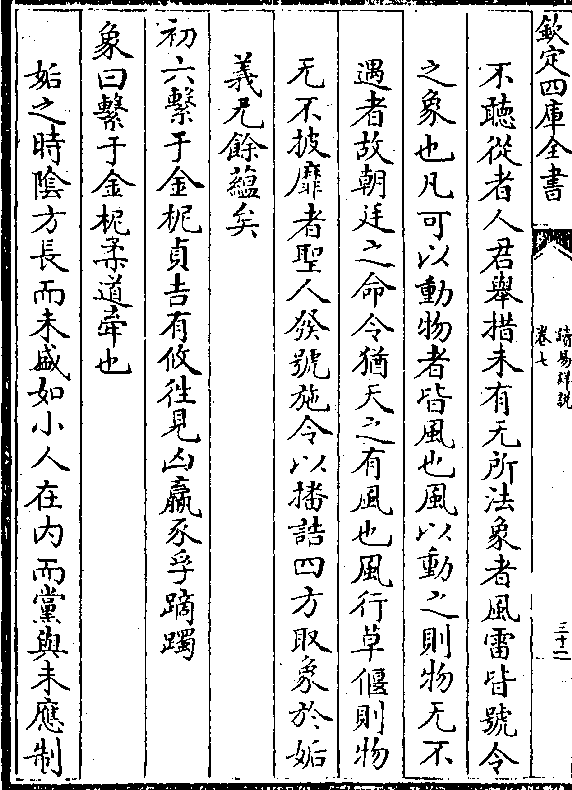 欽定四庫全書
讀易詳說
卷七
三十二
不聽從者人君舉措未有无所法象者風雷皆號令
之象也凡可以動物者皆風也風以動之則物无不
遇者故朝廷之命令猶天之有風也風行草偃則物
无不披靡者聖人發號施令以播誥四方取象於姤
義无餘蘊矣
初六繫于金柅貞吉有攸往見凶羸豕孚蹢躅
象曰繫于金柅柔道牽也
姤之時陰方長而未盛如小人在内而黨與未應制